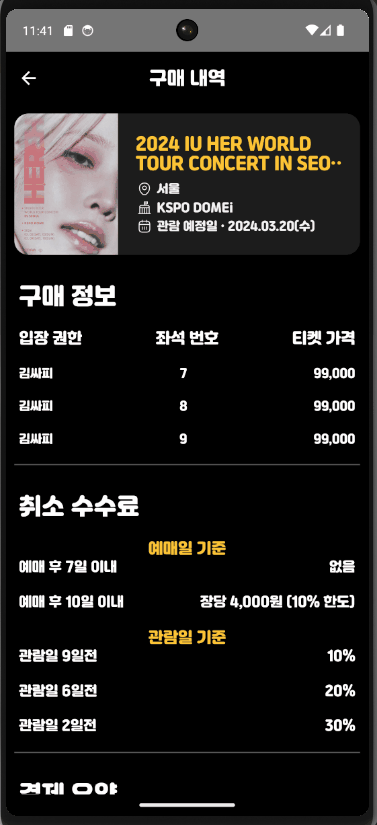 11:41
구매 내역
HER
2024 IU HER WORLD
TOUR CONCERT IN SEO··
서울
KSPO DOMEi
관람 예정일 · 2024.03.20(수)
구매 정보
입장 권한 좌석 번호 티켓 가격
김싸피 7 99,000
김싸피 8 99,000
김싸피 9 99,000
취소 수수료
예매일 기준
예매 후 7일 이내 없음
예매 후 10일 이내 장당 4,000원 (10% 한도)
관람일 기준
관람일 9일전 10%
관람일 6일전 20%
관람일 2일전 30%
결제 요약